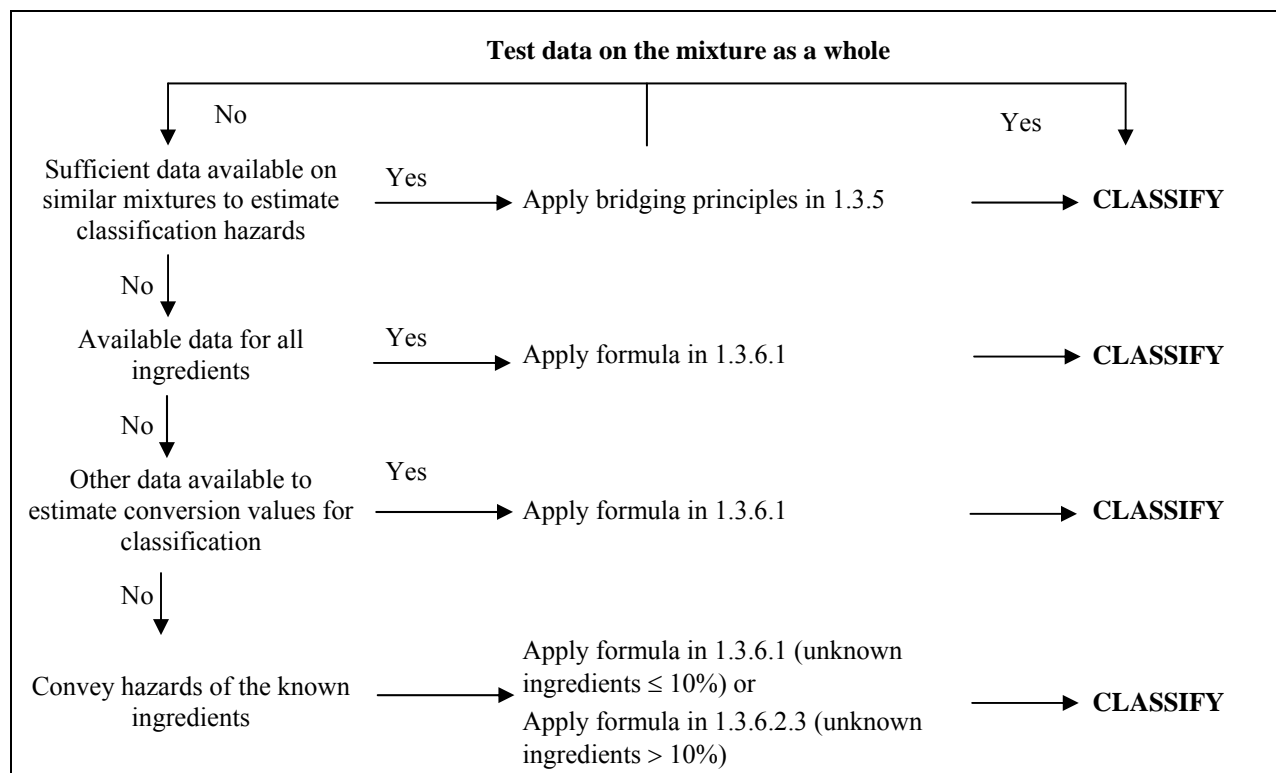 Test data on the mixture as a whole
No
Yes
Sufficient data available on
similar mixtures to estimate
classification hazards
Yes
Apply bridging principles in 1.3.5
CLASSIFY
No
Available data for all
ingredients
Yes
Apply formula in 1.3.6.1
CLASSIFY
No
Other data available to
estimate conversion values for
classification
Yes
Apply formula in 1.3.6.1
CLASSIFY
No
Convey hazards of the known
ingredients
Apply formula in 1.3.6.1 (unknown
ingredients ≤ 10%) or
Apply formula in 1.3.6.2.3 (unknown
ingredients > 10%)
CLASSIFY